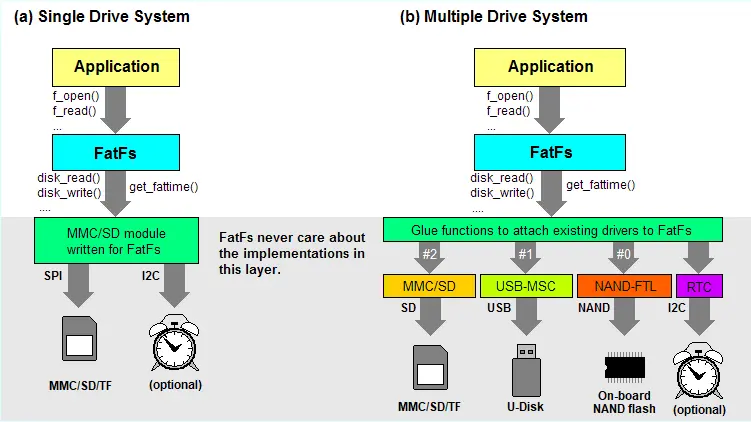 (a) Single Drive System
Application
f_open()
f_read()
...
FatFs
disk_read()
disk_write()
....
get_fattime()
MMC/SD module
written for FatFs
SPI
I2C
MMC/SD/TF
(optional)
FatFs never care about
the implementations in
this layer.
(b) Multiple Drive System
Application
f_open()
f_read()
...
FatFs
disk_read()
disk_write()
....
get_fattime()
Glue functions to attach existing drivers to FatFs
#2
#1
#0
MMC/SD
USB-MSC
NAND-FTL
RTC
SD
USB
NAND
I2C
MMC/SD/TF
U-Disk
On-board
NAND flash
(optional)